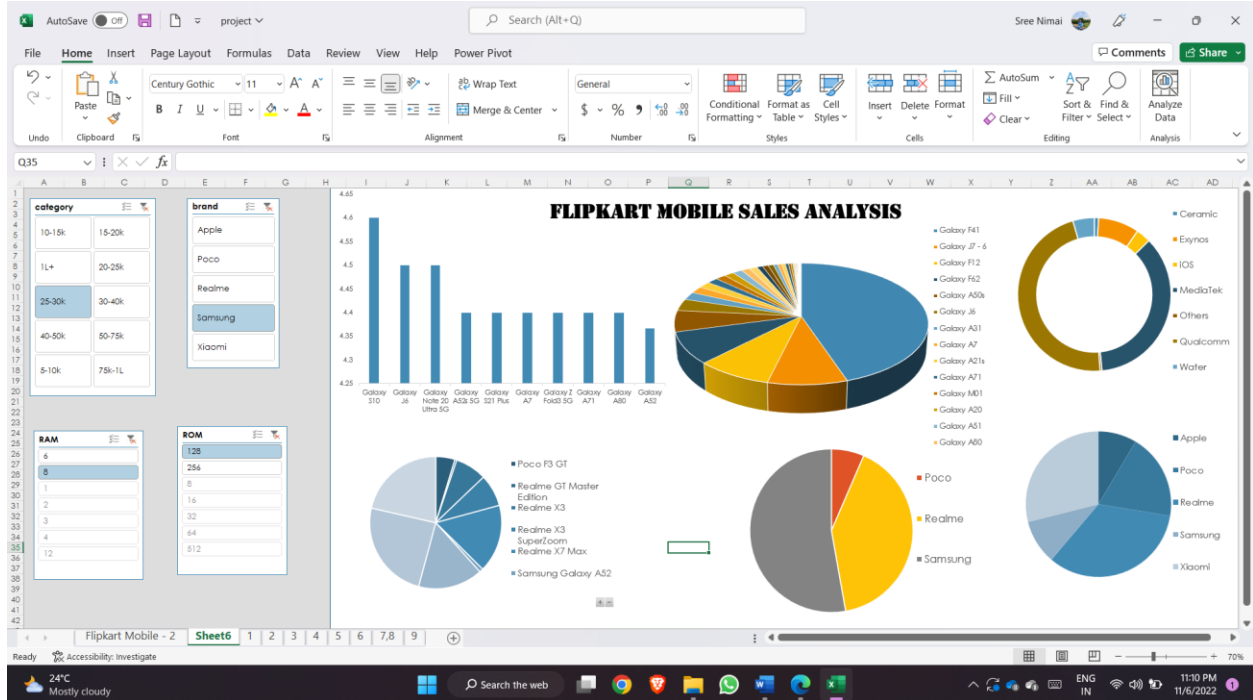 AutoSave Off project Search (Alt+Q) Sree Nimai
File Home Insert Page Layout Formulas Data Review View Help Power Pivot Comments Share
Century Gothic 11 Wrap Text General AutoSum
Paste Merge & Center Conditional Formatting Format as Table Cell Styles Insert Delete Format Fill Clear Sort & Filter Find & Select Analyze Data
Undo Clipboard Font Alignment Number Styles Cells Editing Analysis
Q35 fx
A B C D E F G H I J K L M N O P Q R S T U V W X Y Z AA AB AC AD
FLIPKART MOBILE SALES ANALYSIS
category
10-15k 15-20k
1L+ 20-25k
25-30k 30-40k
40-50k 50-75k
5-10k 75k-1L
brand
Apple
Poco
Realme
Samsung
Xiaomi
RAM
6
8
1
2
3
4
12
ROM
128
256
8
16
32
64
512
4.65
4.6
4.55
4.5
4.45
4.4
4.35
4.3
4.25
Galaxy S10
Galaxy J6
Galaxy Note 20 Ultra 5G
Galaxy A52s 5G
Galaxy S21 Plus
Galaxy A7
Galaxy Z Fold3 5G
Galaxy A71
Galaxy A80
Galaxy A52
Galaxy F41
Galaxy J7 - 6
Galaxy F12
Galaxy F62
Galaxy A50s
Galaxy J6
Galaxy A31
Galaxy A7
Galaxy A21s
Galaxy A71
Galaxy M01
Galaxy A20
Galaxy A51
Galaxy A80
Ceramic
Exynos
iOS
MediaTek
Others
Qualcomm
Water
Poco F3 GT
Realme GT Master
Edition
Realme X3
Realme X3
SuperZoom
Realme X7 Max
Samsung Galaxy A52
Poco
Realme
Samsung
Apple
Poco
Realme
Samsung
Xiaomi
Flipkart Mobile - 2 Sheet6 1 2 3 4 5 6 7,8 9
Ready Accessibility: Investigate 70%
24°C
Mostly cloudy
Search the web
ENG
IN
11:10 PM
11/6/2022
1